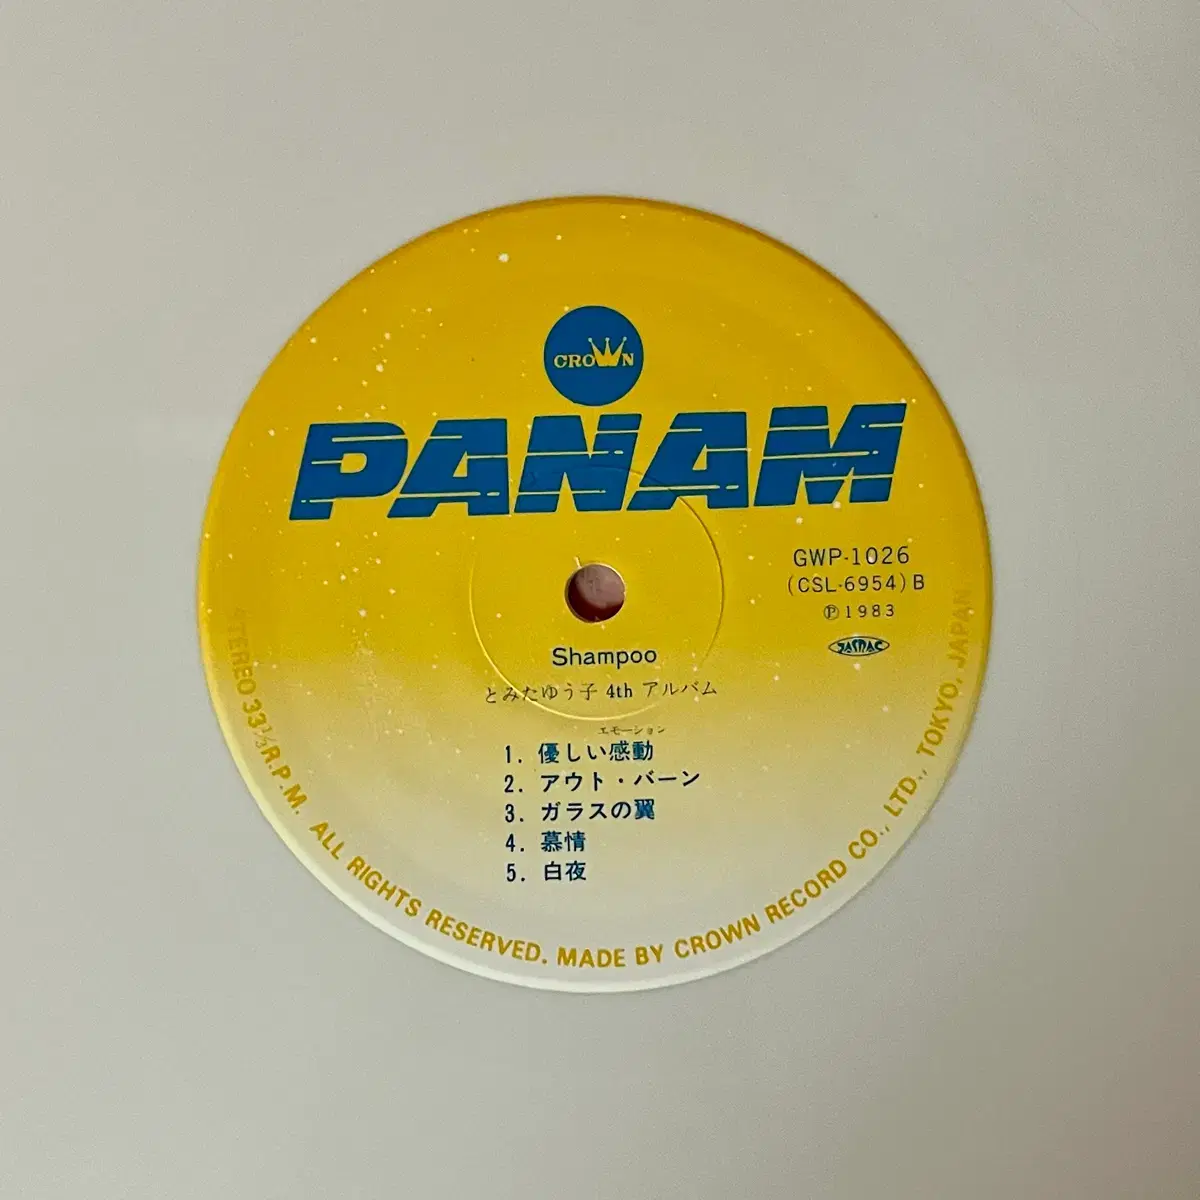 CROWN
PANAM
GWP-1026
(CSL-6954) B
Ⓟ1983
JASRAC
Shampoo
とみたゆう子 4th アルバム
エモーション
1. 優しい感動
2. アウト・バーン
3. ガラスの翼
4. 慕情
5. 白夜
STEREO 33⅓ R.P.M. ALL RIGHTS RESERVED. MADE BY CROWN RECORD CO., LTD., TOKYO, JAPAN